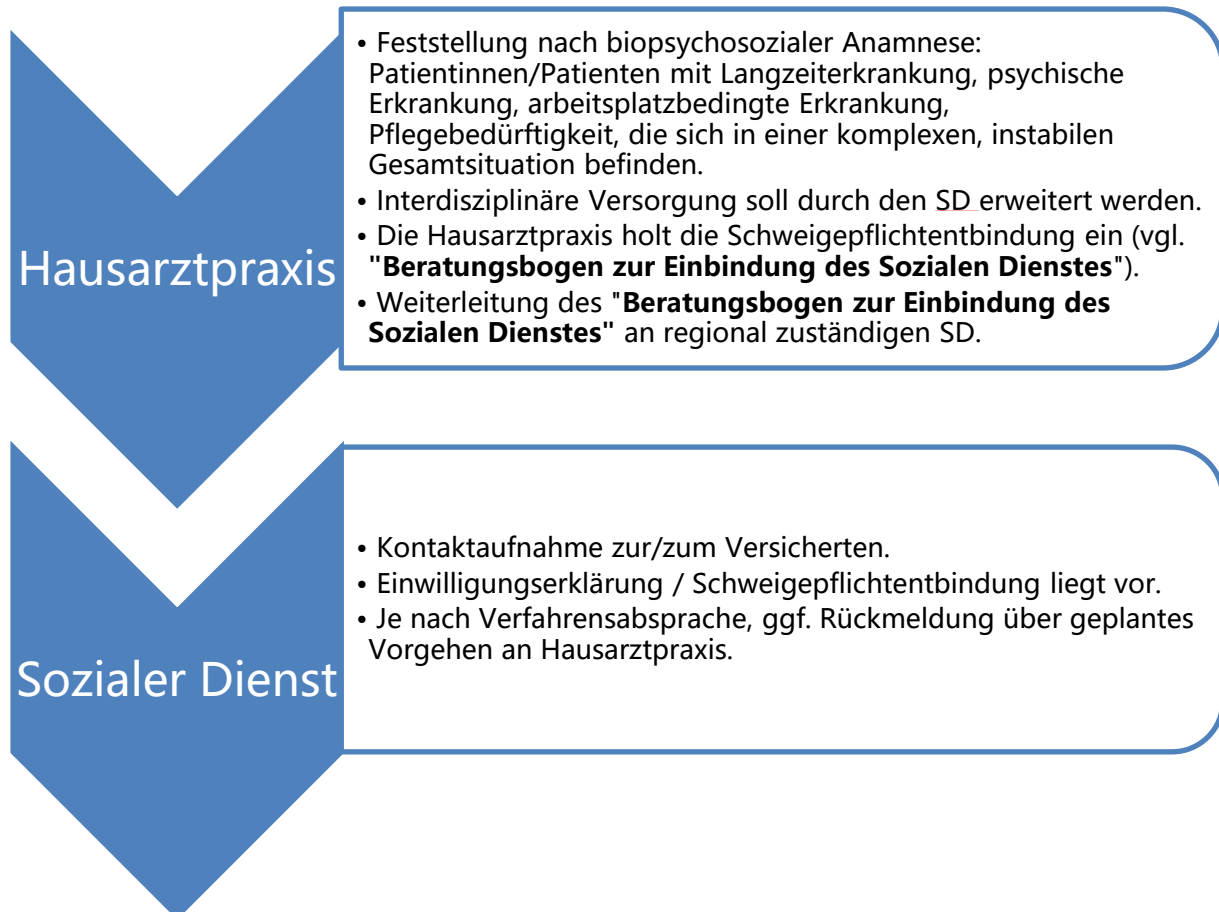 Hausarztpraxis
• Feststellung nach biopsychosozialer Anamnese:
Patientinnen/Patienten mit Langzeiterkrankung, psychische
Erkrankung, arbeitsplatzbedingte Erkrankung,
Pflegebedürftigkeit, die sich in einer komplexen, instabilen
Gesamtsituation befinden.
• Interdisziplinäre Versorgung soll durch den SD erweitert werden.
• Die Hausarztpraxis holt die Schweigepflichtentbindung ein (vgl.
"Beratungsbogen zur Einbindung des Sozialen Dienstes").
• Weiterleitung des "Beratungsbogen zur Einbindung des
Sozialen Dienstes" an regional zuständigen SD.
Sozialer Dienst
• Kontaktaufnahme zur/zum Versicherten.
• Einwilligungserklärung / Schweigepflichtentbindung liegt vor.
• Je nach Verfahrensabsprache, ggf. Rückmeldung über geplantes
Vorgehen an Hausarztpraxis.